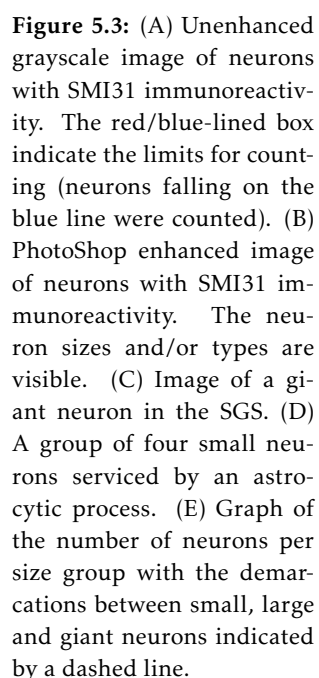 Figure 5.3: (A) Unenhanced
grayscale image of neurons
with SMI31 immunoreactiv-
ity. The red/blue-lined box
indicate the limits for count-
ing (neurons falling on the
blue line were counted). (B)
PhotoShop enhanced image
of neurons with SMI31 im-
munoreactivity. The neu-
ron sizes and/or types are
visible. (C) Image of a gi-
ant neuron in the SGS. (D)
A group of four small neu-
rons serviced by an astro-
cytic process. (E) Graph of
the number of neurons per
size group with the demar-
cations between small, large
and giant neurons indicated
by a dashed line.